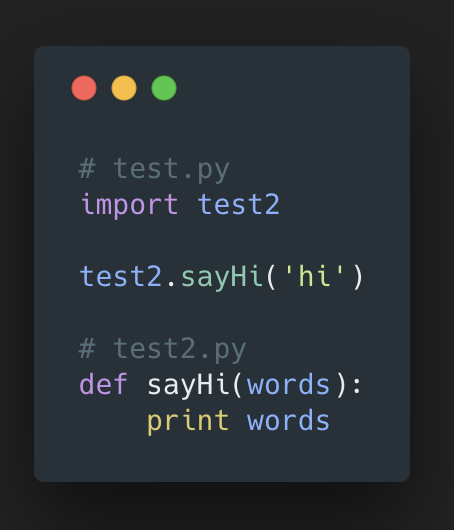 # test.py
import test2

test2.sayHi('hi')

# test2.py
def sayHi(words):
    print words